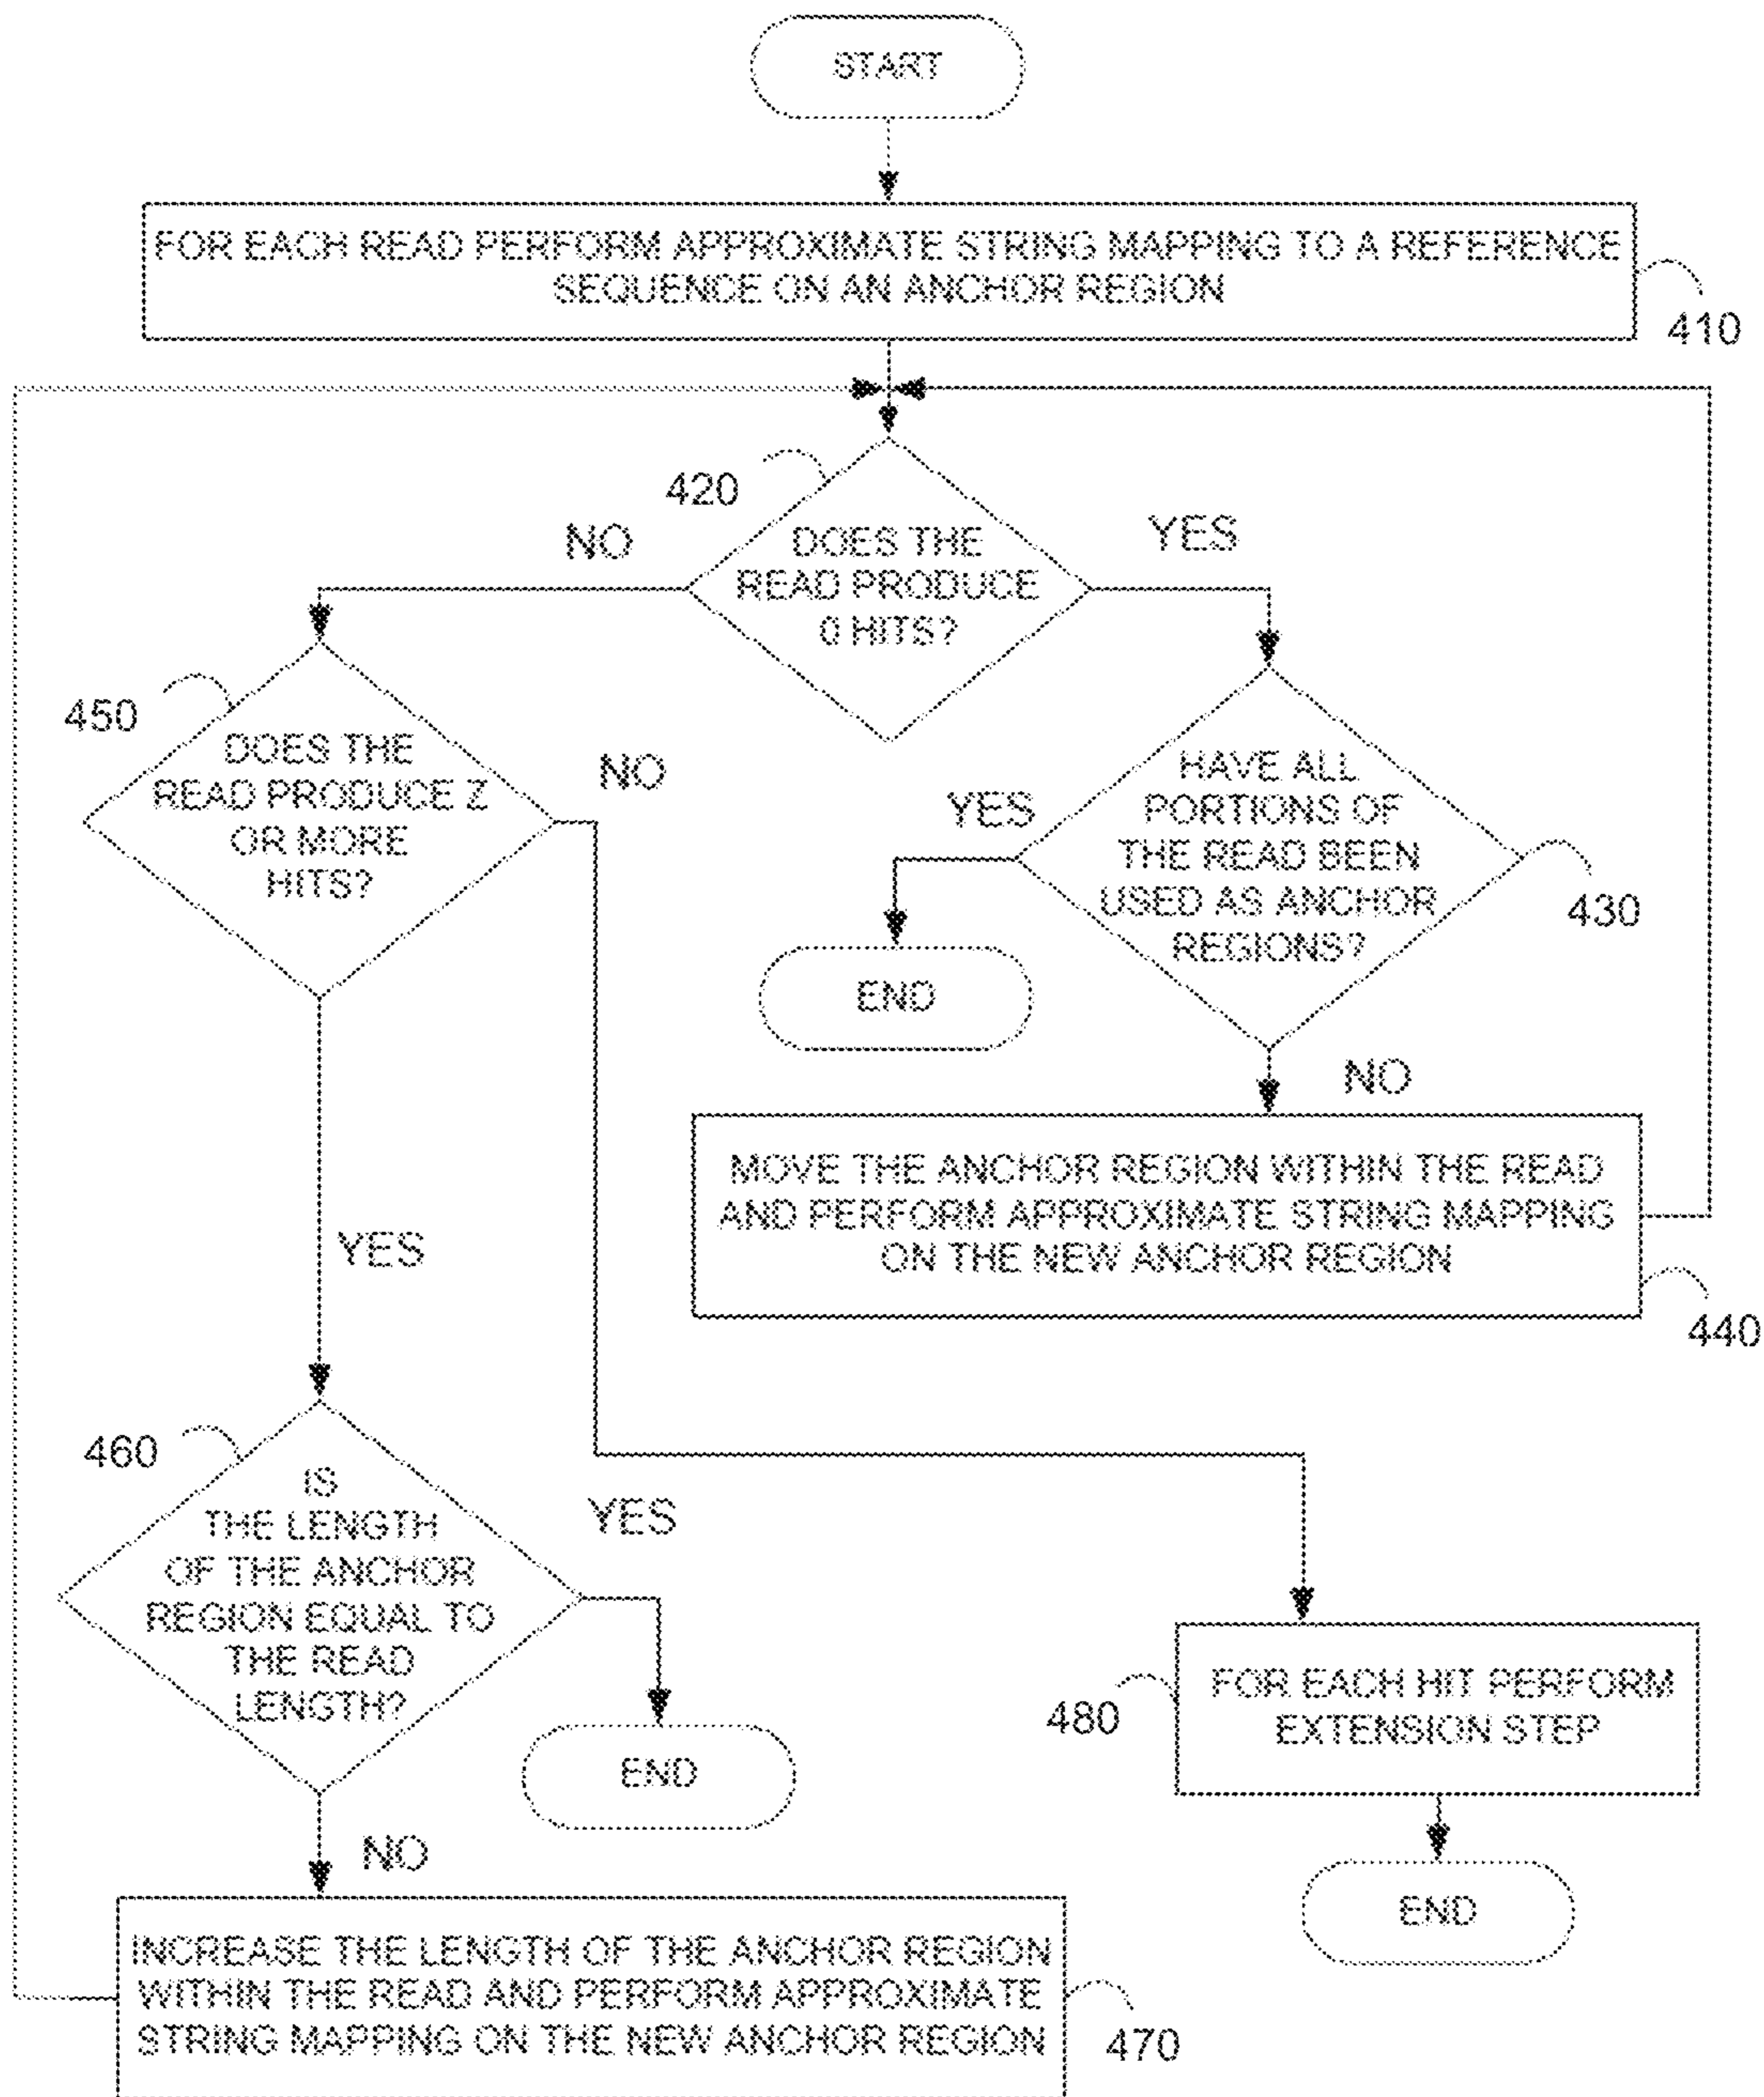 START
FOR EACH READ PERFORM APPROXIMATE STRING MAPPING TO A REFERENCE
SEQUENCE ON AN ANCHOR REGION
410
420
NO
YES
DOES THE
READ PRODUCE
0 HITS?
450
DOES THE
READ PRODUCE Z
OR MORE
HITS?
NO
YES
HAVE ALL
PORTIONS OF
THE READ BEEN
USED AS ANCHOR
REGIONS?
430
END
NO
MOVE THE ANCHOR REGION WITHIN THE READ
AND PERFORM APPROXIMATE STRING MAPPING
ON THE NEW ANCHOR REGION
440
YES
460
IS
THE LENGTH
OF THE ANCHOR
REGION EQUAL TO
THE READ
LENGTH?
YES
END
480
FOR EACH HIT PERFORM
EXTENSION STEP
END
NO
INCREASE THE LENGTH OF THE ANCHOR REGION
WITHIN THE READ AND PERFORM APPROXIMATE
STRING MAPPING ON THE NEW ANCHOR REGION
470